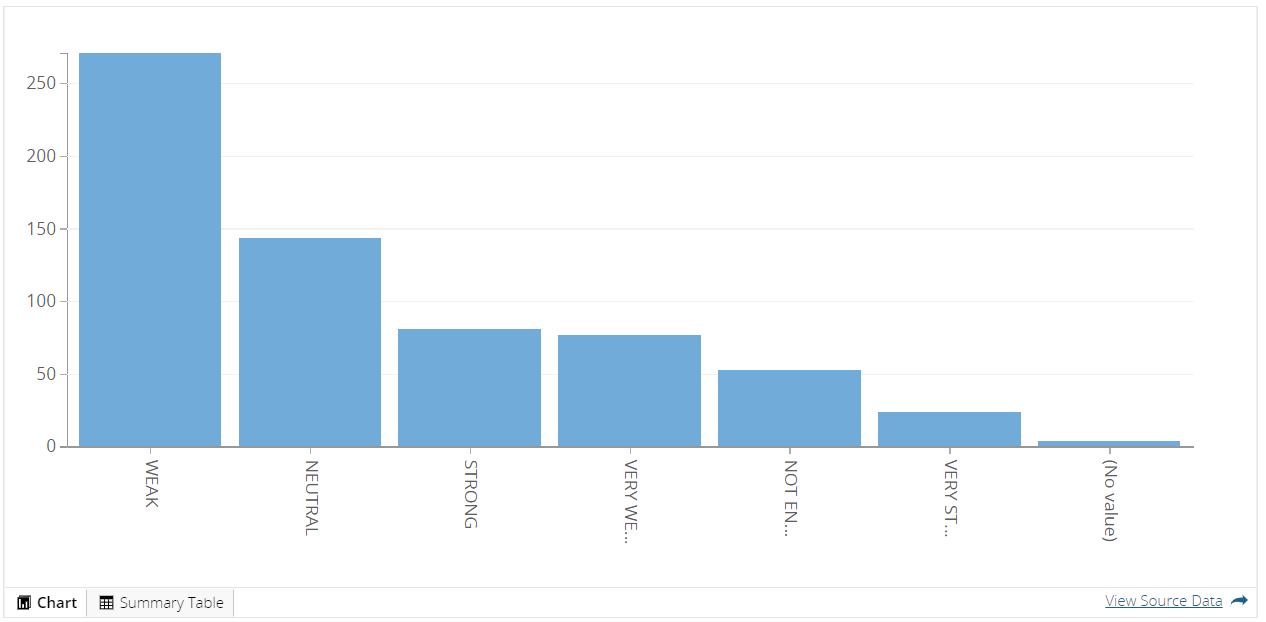 250
200
150
100
50
0
WEAK
NEUTRAL
STRONG
VERY WE...
NOT EN...
VERY ST...
(No value)
Chart
Summary Table
View Source Data